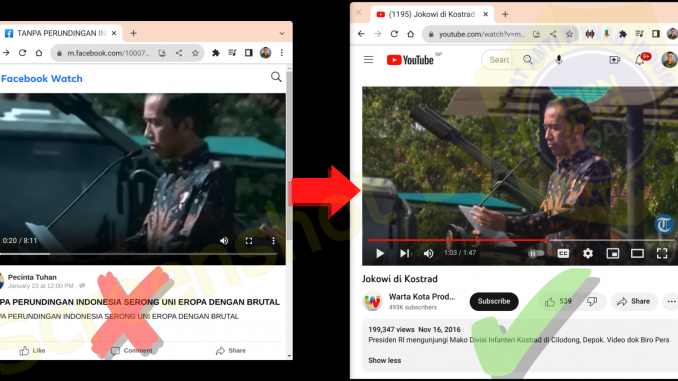 TANPA PERUNDINGAN IN
m.facebook.com/10007...
Facebook Watch
0:20 / 8:11
Pecinta Tuhan
January 23 at 12:00 PM
PA PERUNDINGAN INDONESIA SERONG UNI EROPA DENGAN BRUTAL
PA PERUNDINGAN INDONESIA SERONG UNI EROPA DENGAN BRUTAL
Like
Comment
Share
(1195) Jokowi di Kostrad
youtube.com/watch?v=m...
YouTube NP
Searc
9+
1:03 / 1:47
Jokowi di Kostrad
Warta Kota Prod...
493K subscribers
Subscribe
539
Share
199,347 views Nov 16, 2016
Presiden RI mengunjungi Mako Divisi Infanteri Kostrad di Cilodong, Depok. Video dok Biro Pers
Show less
Screenshot